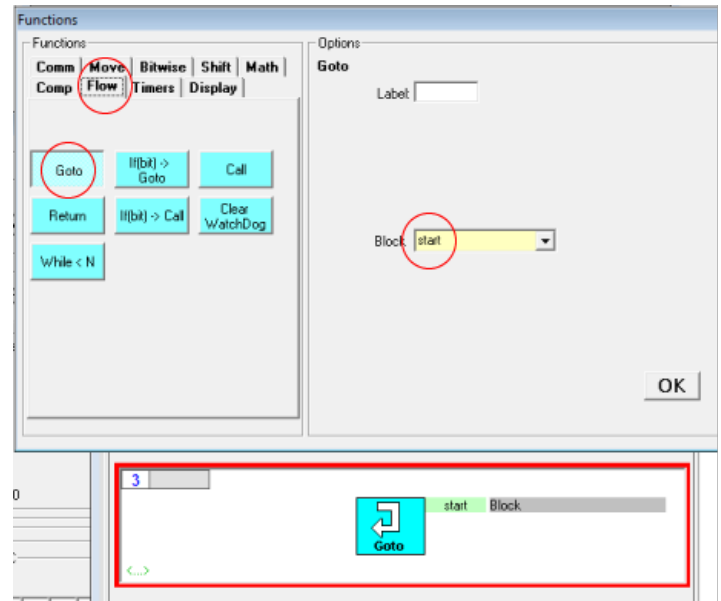 Functions
Functions
Comm Move Bitwise Shift Math
Comp Flow Timers Display
Goto
If(bit) -> Goto
Call
Return
If(bit) -> Call
Clear WatchDog
While < N
Options
Goto
Label
Block start
OK
3
start Block
Goto
<...>
0